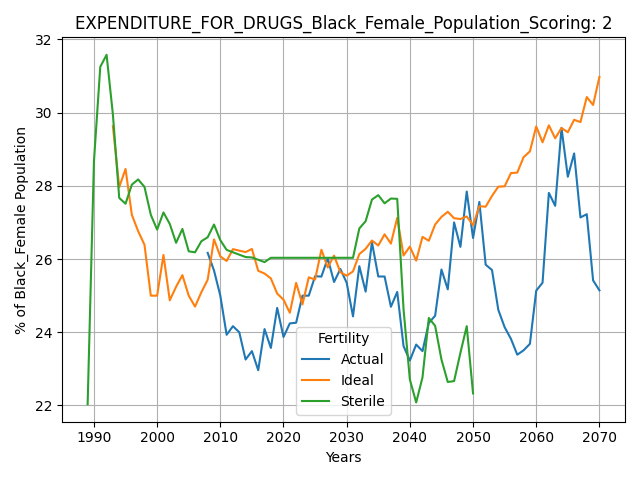 EXPENDITURE_FOR_DRUGS_Black_Female_Population_Scoring: 2
% of Black_Female Population
32
30
28
26
24
22
Fertility
Actual
Ideal
Sterile
1990 2000 2010 2020 2030 2040 2050 2060 2070
Years